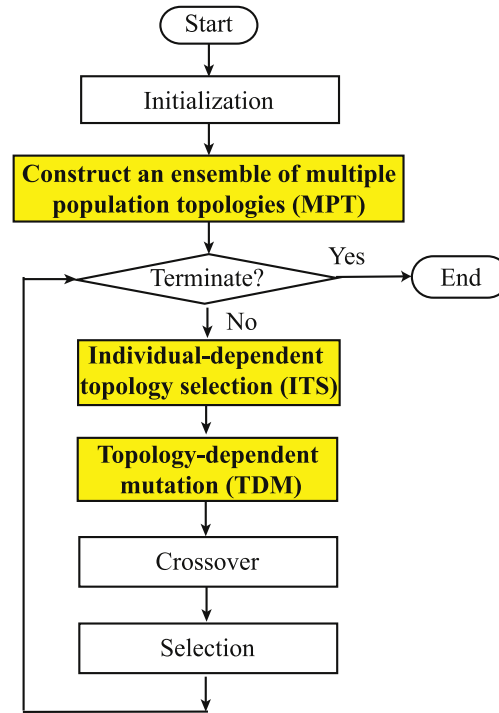 Start
Initialization
Construct an ensemble of multiple
population topologies (MPT)
Terminate?
Yes
End
No
Individual-dependent
topology selection (ITS)
Topology-dependent
mutation (TDM)
Crossover
Selection